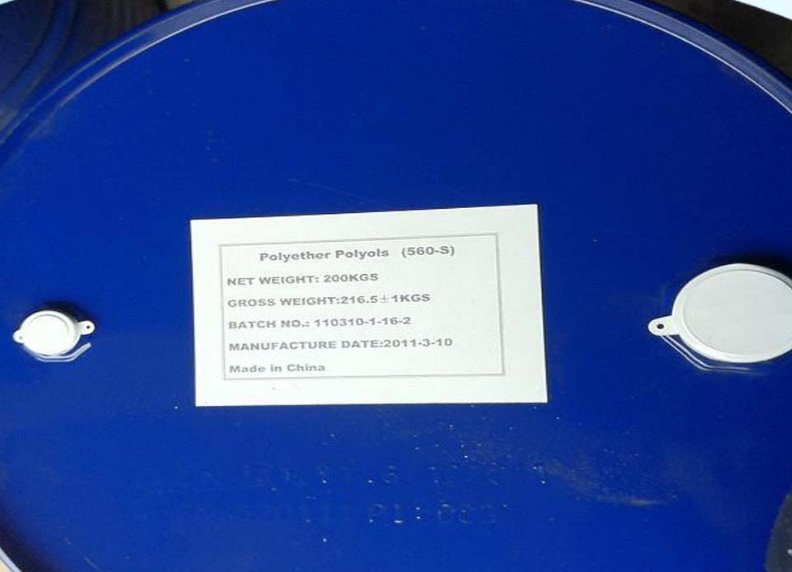 Polyether Polyols (560-S)
NET WEIGHT: 200KGS
GROSS WEIGHT:216.5±1KGS
BATCH NO.: 110310-1-16-2
MANUFACTURE DATE:2011-3-10
Made in China